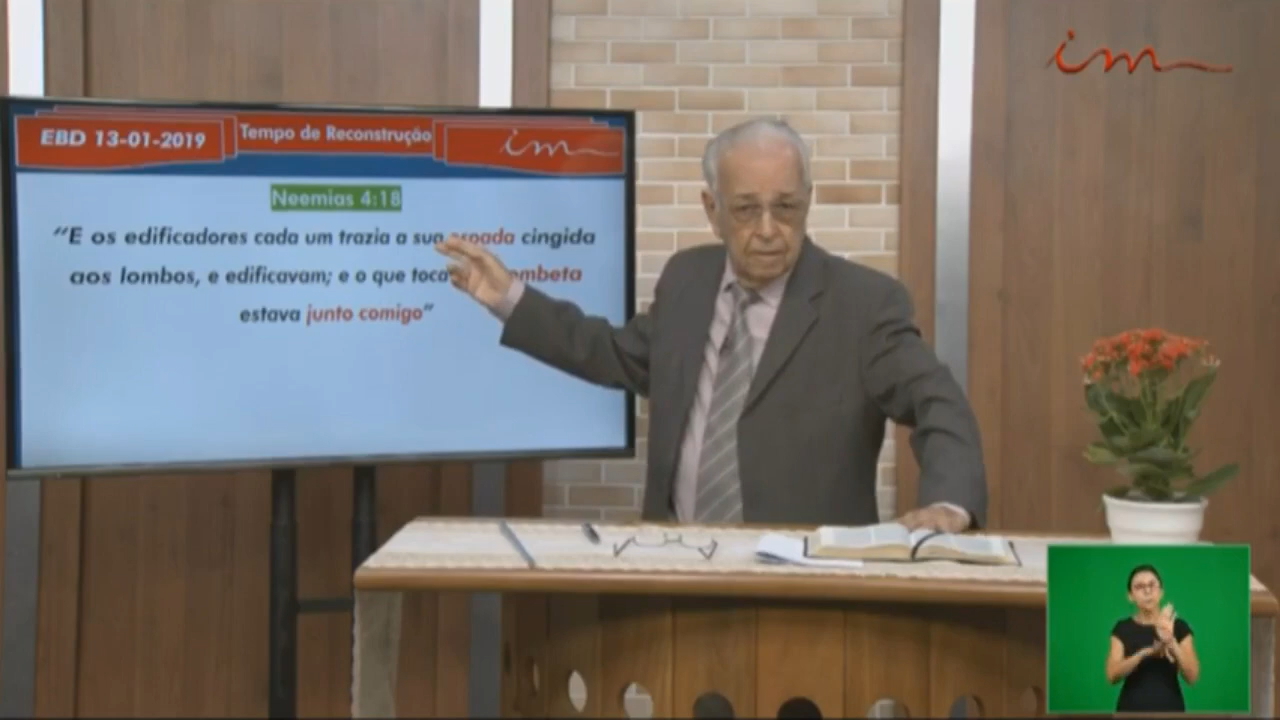 im
EBD 13-01-2019
Tempo de Reconstrução
im
Neemias 4:18
“E os edificadores cada um trazia a sua espada cingida
aos lombos, e edificavam; e o que
estava junto comigo”